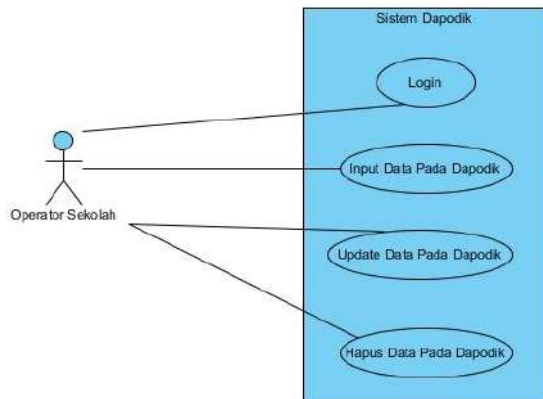 Sistem Dapodik
Login
Input Data Pada Dapodik
Operator Sekolah
Update Data Pada Dapodik
Hapus Data Pada Dapodik